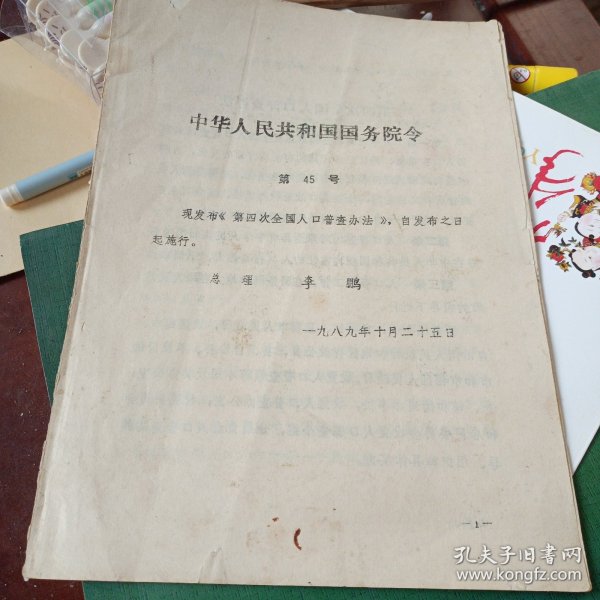 中华人民共和国国务院令
第 45 号
现发布《第四次全国人口普查办法》，自发布之日
起施行。
总 理 李 鹏
一九八九年十月二十五日
—1—
孔夫子旧书网
www.kongfz.com